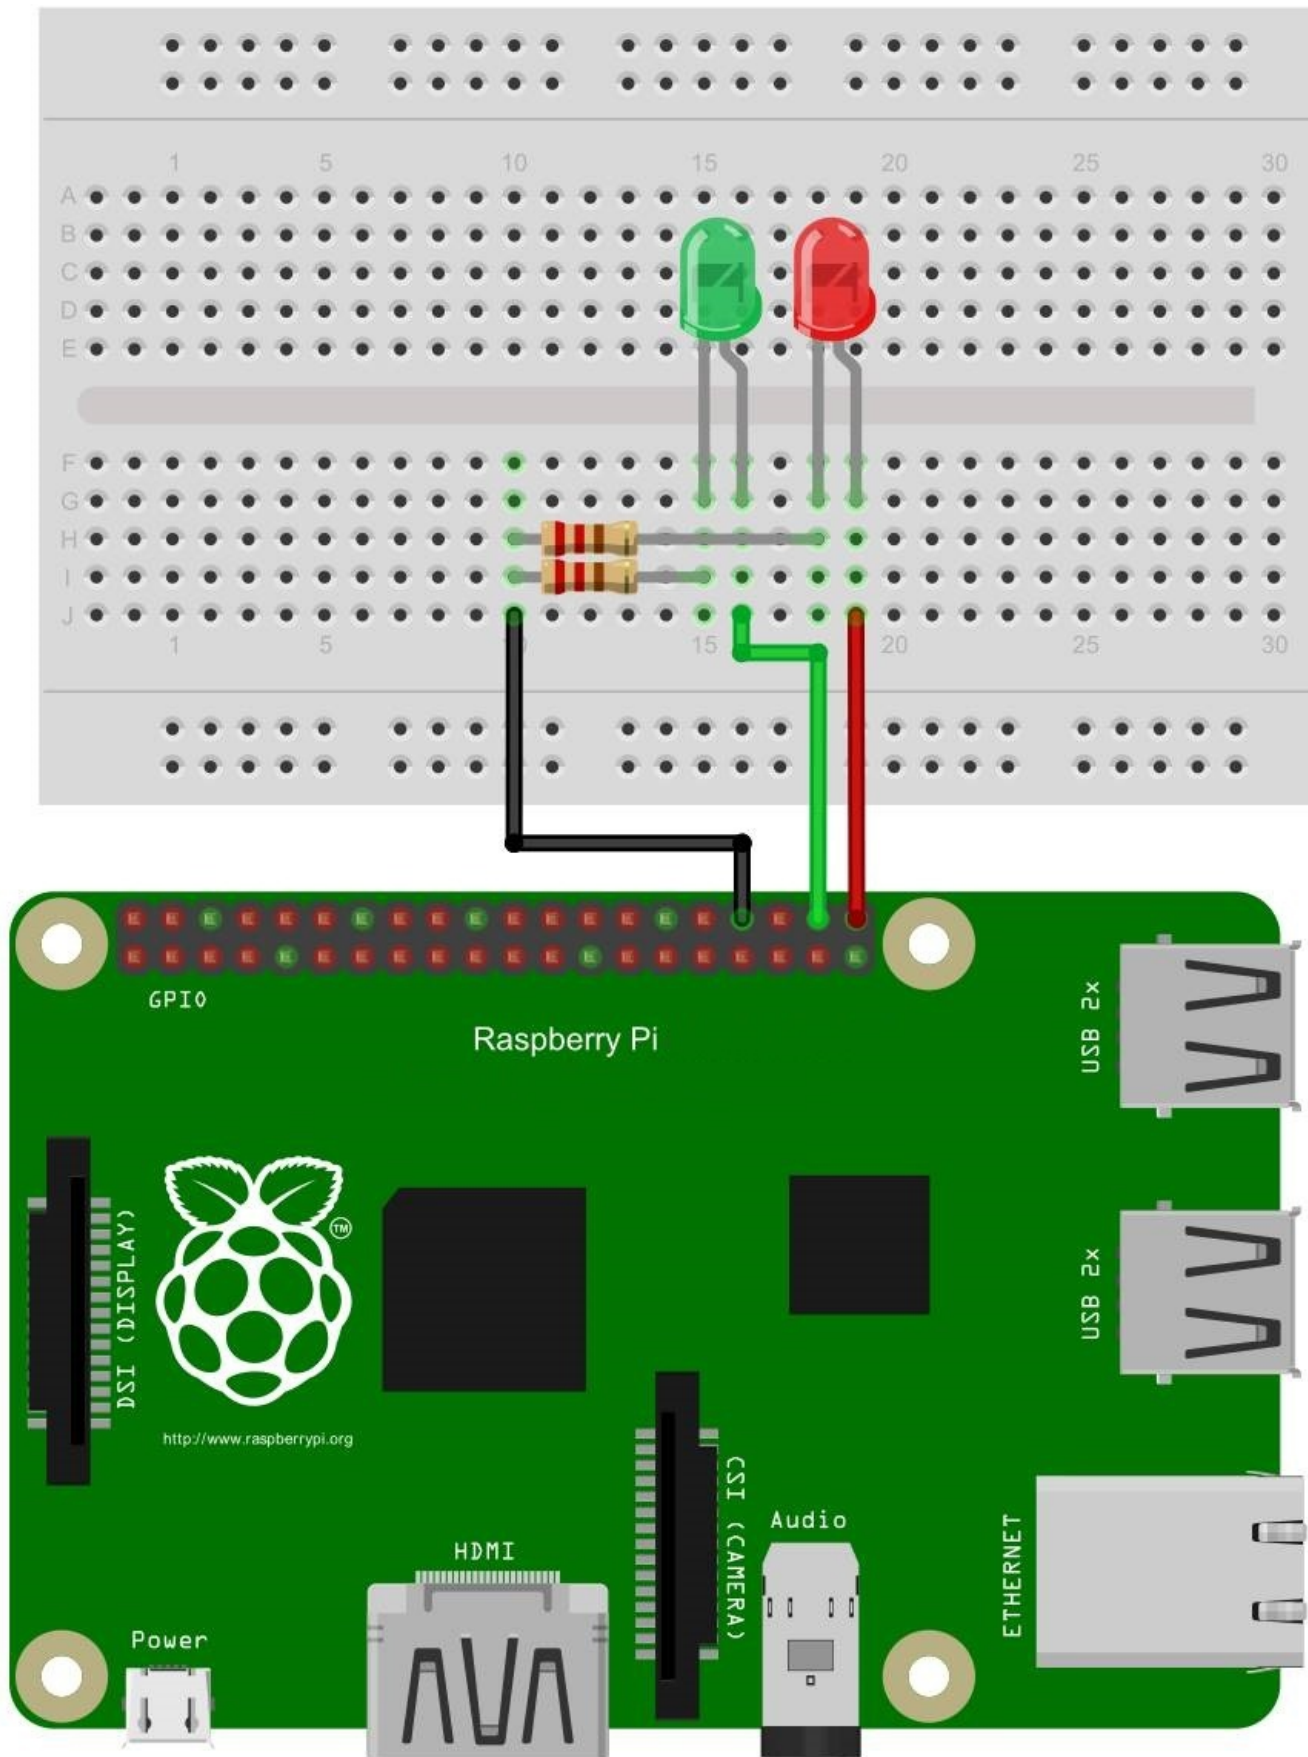 1 5 10 15 20 25 30
A
B
C
D
E
F
G
H
I
J
1 5 15 20 25 30
GPIO
Raspberry Pi
USB 2x
DSI (DISPLAY)
TM
USB 2x
http://www.raspberrypi.org
CSI (CAMERA)
Audio
ETHERNET
HDMI
Power